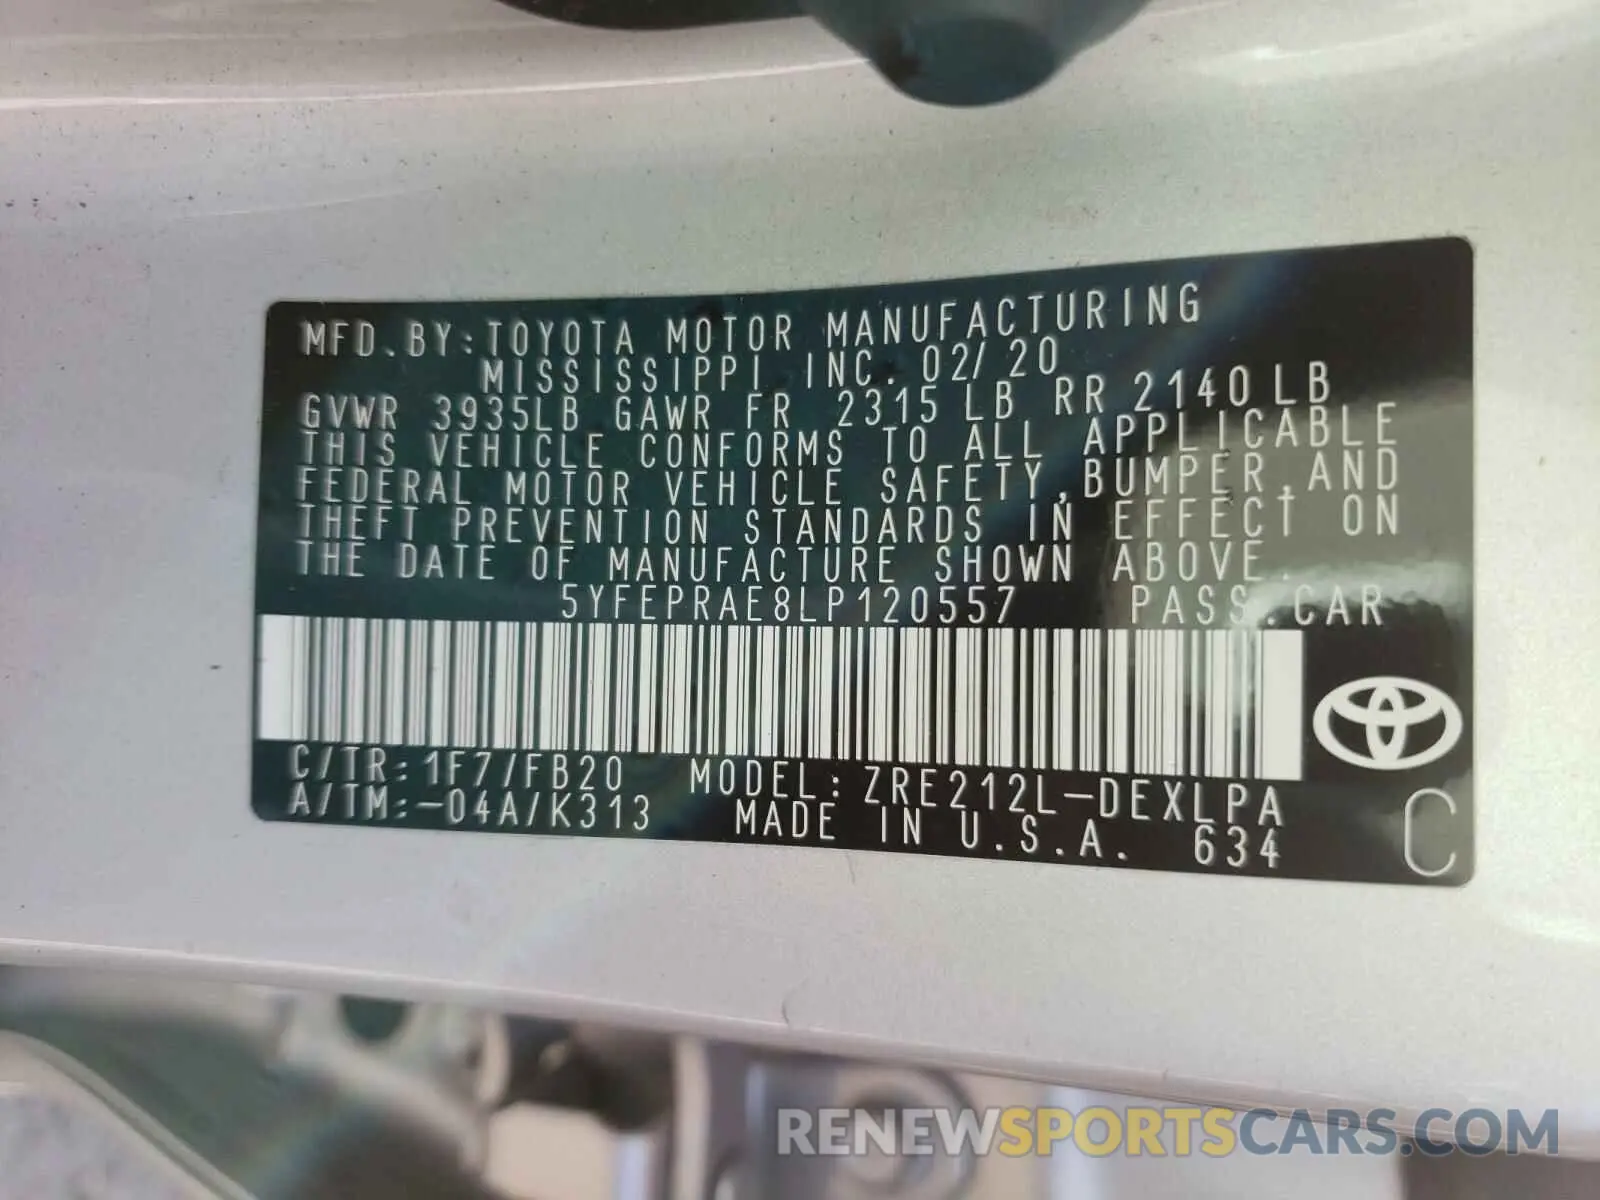 MFD.BY:TOYOTA MOTOR MANUFACTURING
MISSISSIPPI, INC. 02/20
GVWR 3935LB GAWR FR 2315 LB RR 2140 LB
THIS VEHICLE CONFORMS TO ALL APPLICABLE
FEDERAL MOTOR VEHICLE SAFETY,BUMPER,AND
THEFT PREVENTION STANDARDS IN EFFECT ON
THE DATE OF MANUFACTURE SHOWN ABOVE.
5YFEPRAE8LP120557 PASS.CAR
C/TR:1F7/FB20 MODEL:ZRE212L-DEXLPA
A/TM:-04A/K313 MADE IN U.S.A. 634
C
RENEWSPORTSCARS.COM